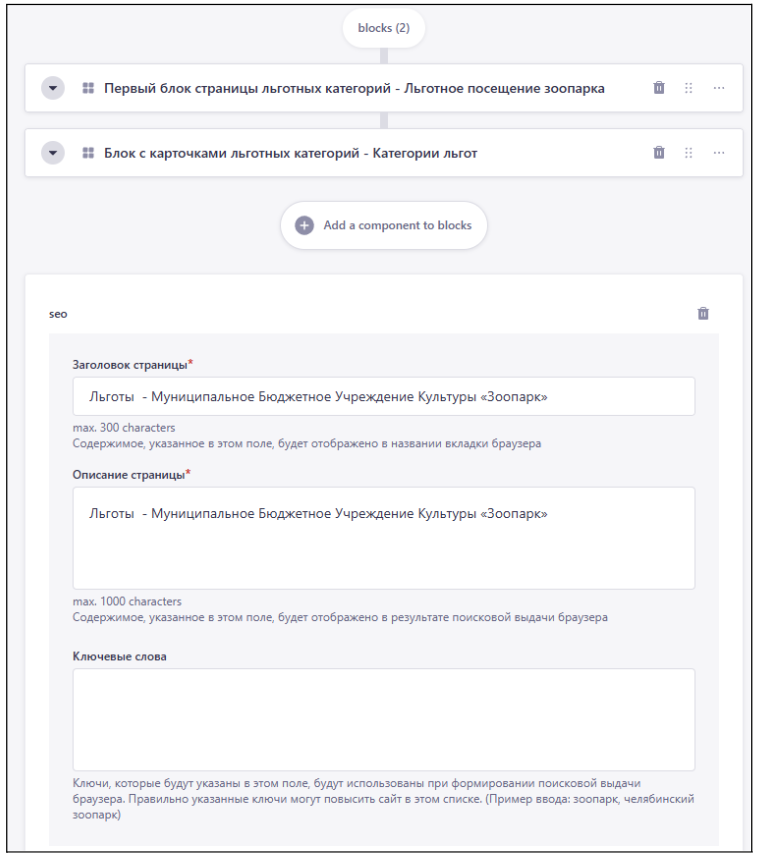 blocks (2)
Первый блок страницы льготных категорий - Льготное посещение зоопарка
Блок с карточками льготных категорий - Категории льгот
Add a component to blocks
seo
Заголовок страницы*
Льготы  - Муниципальное Бюджетное Учреждение Культуры «Зоопарк»
max. 300 characters
Содержимое, указанное в этом поле, будет отображено в названии вкладки браузера
Описание страницы*
Льготы  - Муниципальное Бюджетное Учреждение Культуры «Зоопарк»
max. 1000 characters
Содержимое, указанное в этом поле, будет отображено в результате поисковой выдачи браузера
Ключевые слова
Ключи, которые будут указаны в этом поле, будут использованы при формировании поисковой выдачи
браузера. Правильно указанные ключи могут повысить сайт в этом списке. (Пример ввода: зоопарк, челябинский
зоопарк)